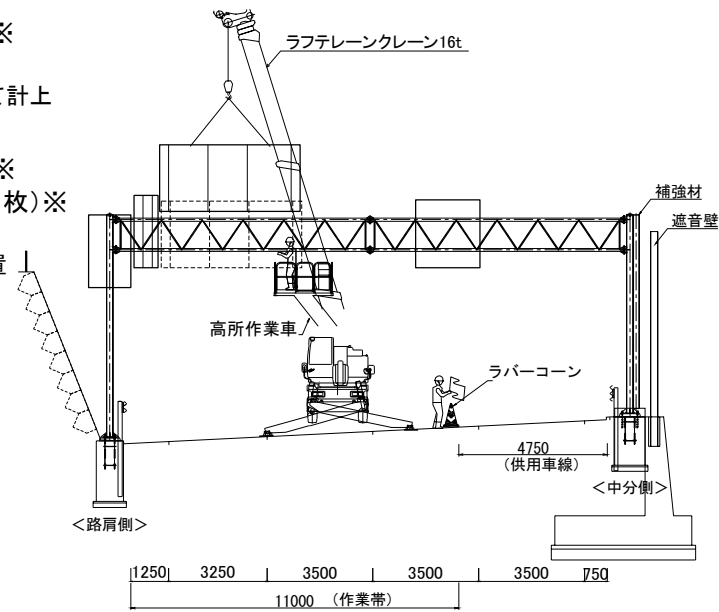 ※
ラフテレーンクレーン16t
て計上
※
枚)※
補強材
遮音壁
置
高所作業車
ラバーコーン
4750
(供用車線)
<中分側>
<路肩側>
1250 3250 3500 3500 3500 750
11000 (作業帯)